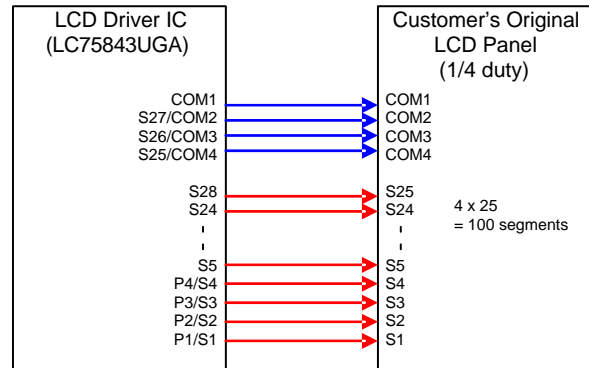 LCD Driver IC
(LC75843UGA)
Customer's Original
LCD Panel
(1/4 duty)
COM1
S27/COM2
S26/COM3
S25/COM4
COM1
COM2
COM3
COM4
S28
S24
S5
P4/S4
P3/S3
P2/S2
P1/S1
S25
S24
S5
S4
S3
S2
S1
4 x 25
= 100 segments